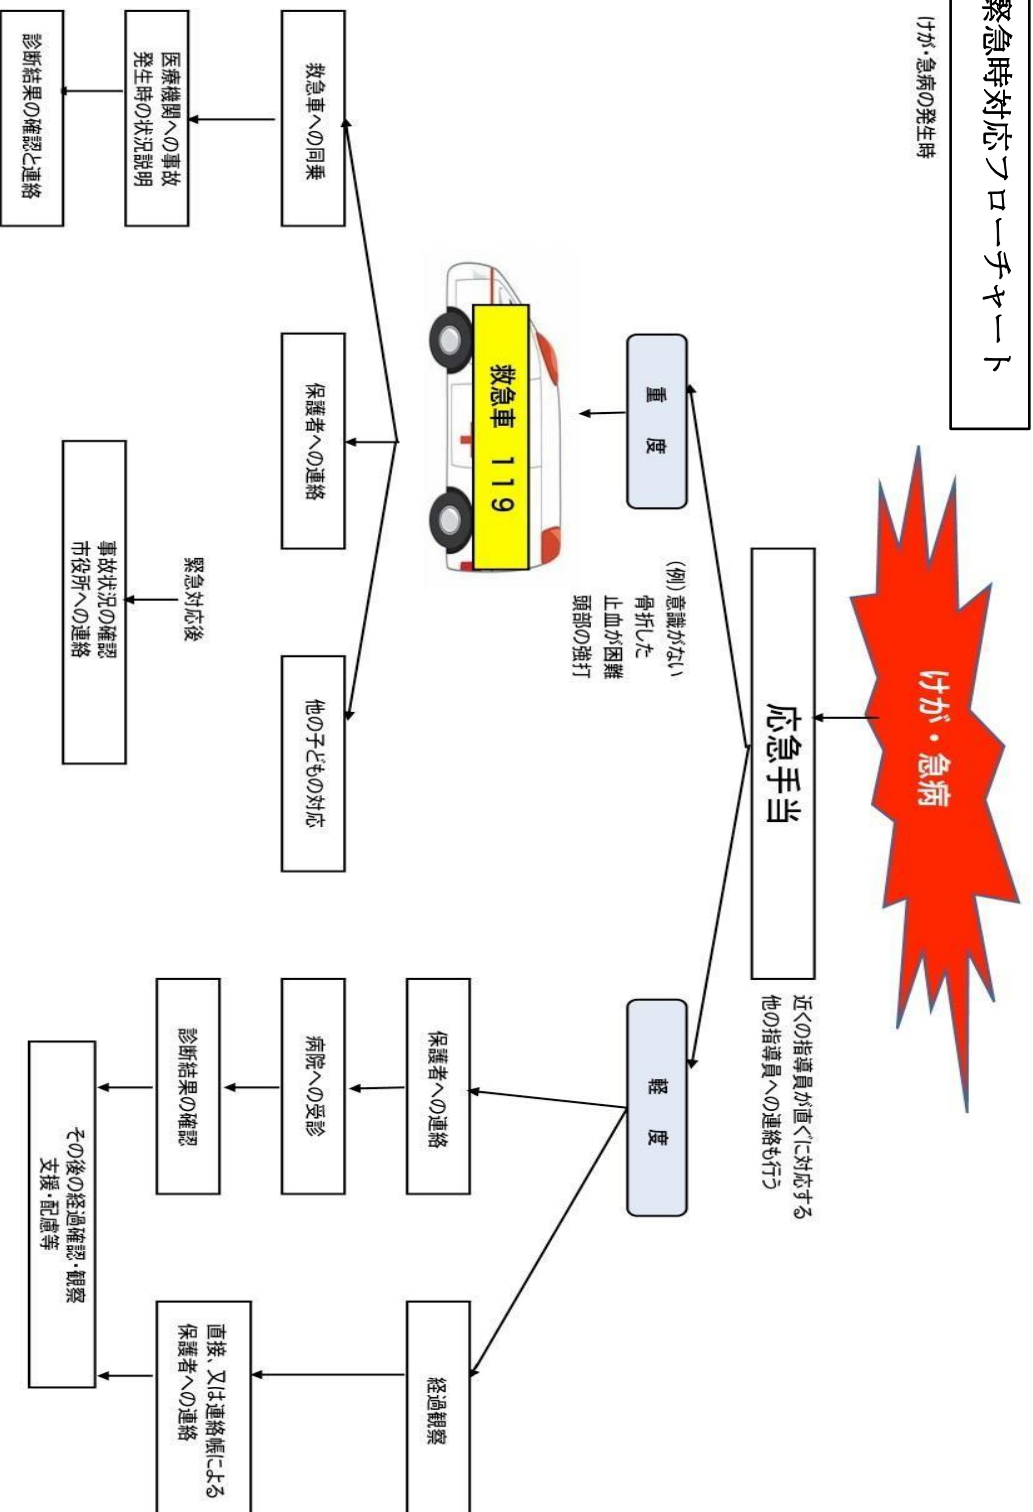 緊急時対応フローチャート
けが・急病の発生時
けが・急病
応急手当
近くの指導員が直ぐに対応する
他の指導員への連絡も行う
重 度
(例)意識がない
骨折した
止血が困難
頭部の強打
軽 度
救急車 119
救急車への同乗
保護者への連絡
他の子どもの対応
医療機関への事故
発生時の状況説明
診断結果の確認と連絡
緊急対応後
事故状況の確認
市役所への連絡
保護者への連絡
経過観察
病院への受診
診断結果の確認
直接、又は連絡帳による
保護者への連絡
その後の経過確認・観察
支援・配慮等